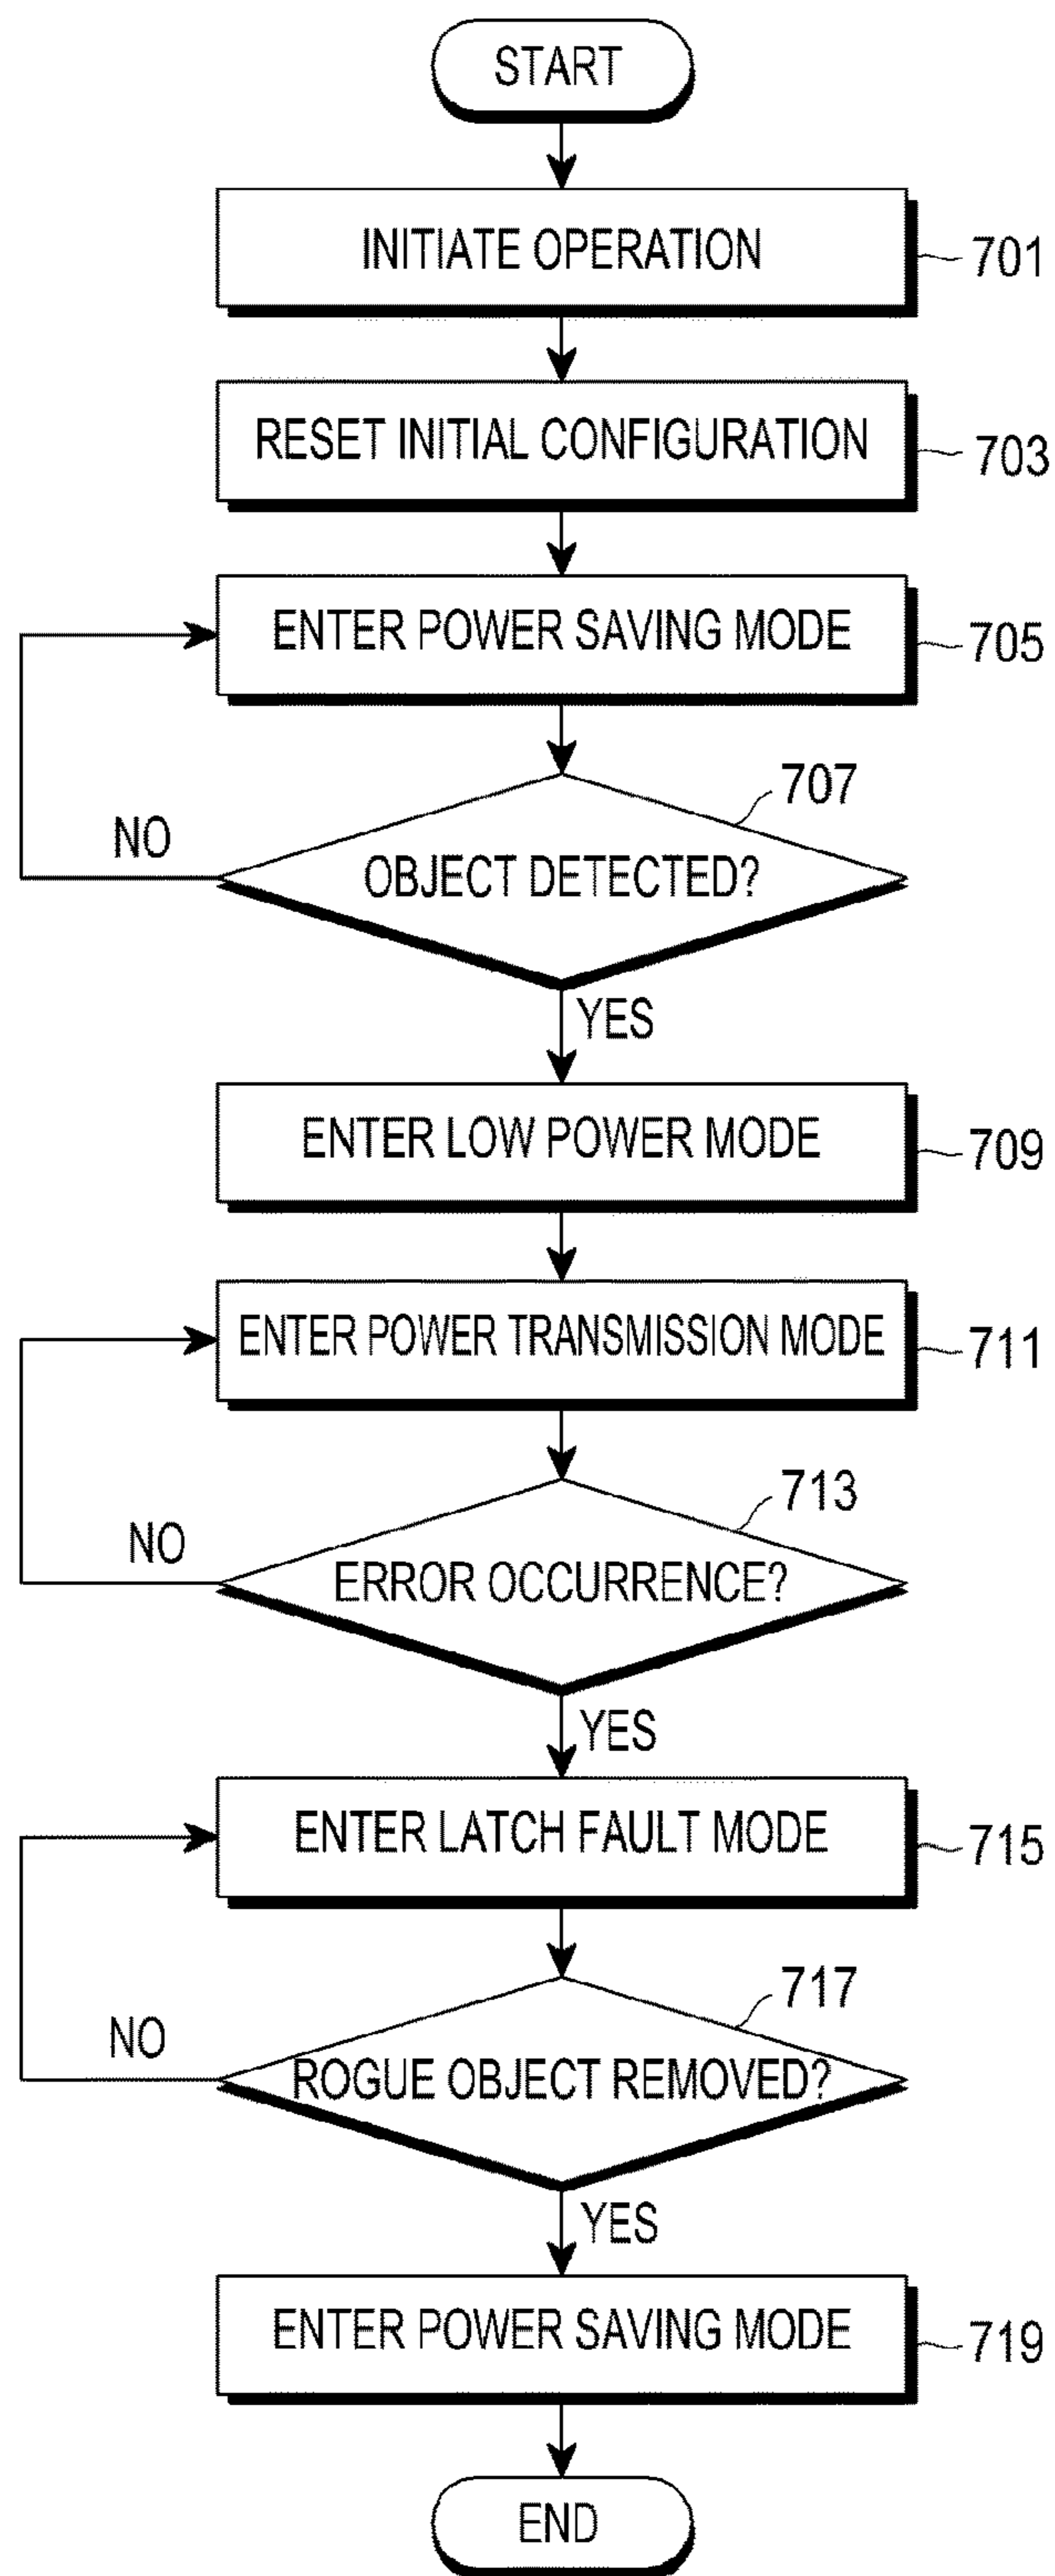 START
INITIATE OPERATION
701
RESET INITIAL CONFIGURATION
703
ENTER POWER SAVING MODE
705
707
NO
OBJECT DETECTED?
YES
ENTER LOW POWER MODE
709
ENTER POWER TRANSMISSION MODE
711
713
NO
ERROR OCCURRENCE?
YES
ENTER LATCH FAULT MODE
715
717
NO
ROGUE OBJECT REMOVED?
YES
ENTER POWER SAVING MODE
719
END